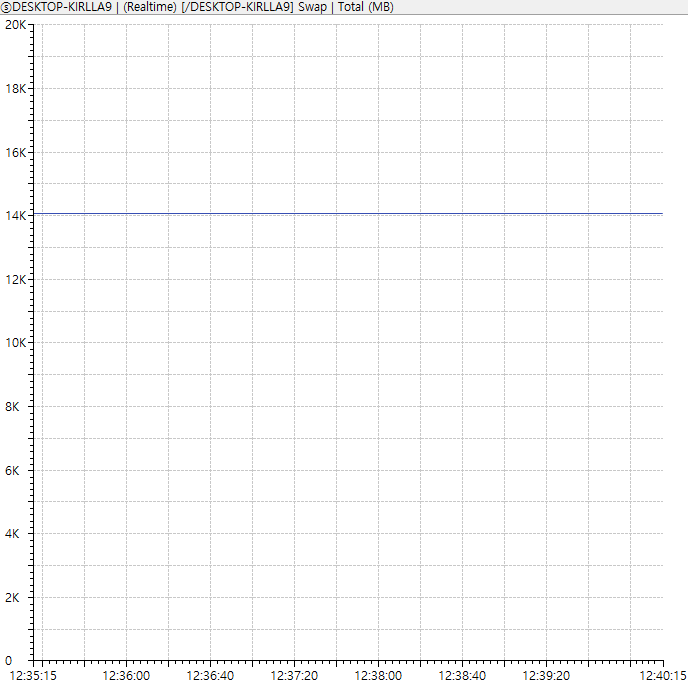 ⓢDESKTOP-KIRLLA9 | (Realtime) [/DESKTOP-KIRLLA9] Swap | Total (MB)
20K
18K
16K
14K
12K
10K
8K
6K
4K
2K
0
12:35:15 12:36:00 12:36:40 12:37:20 12:38:00 12:38:40 12:39:20 12:40:15